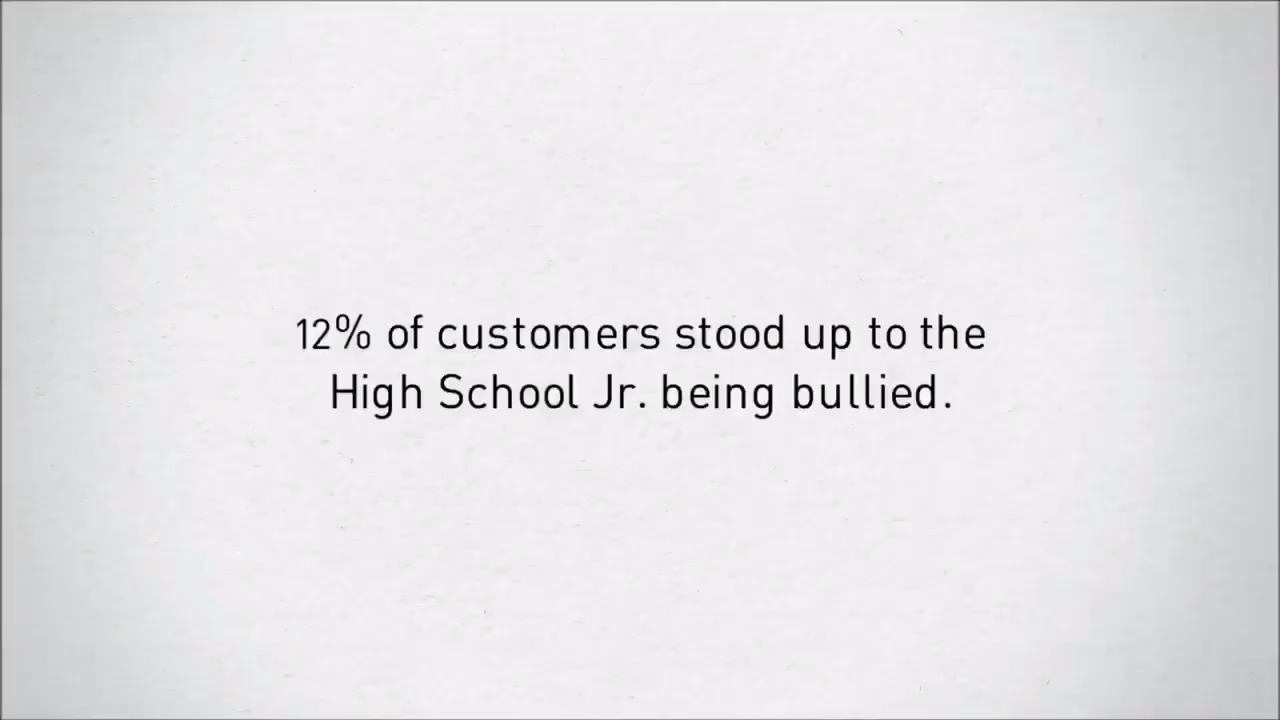 12% of customers stood up to the
High School Jr. being bullied.